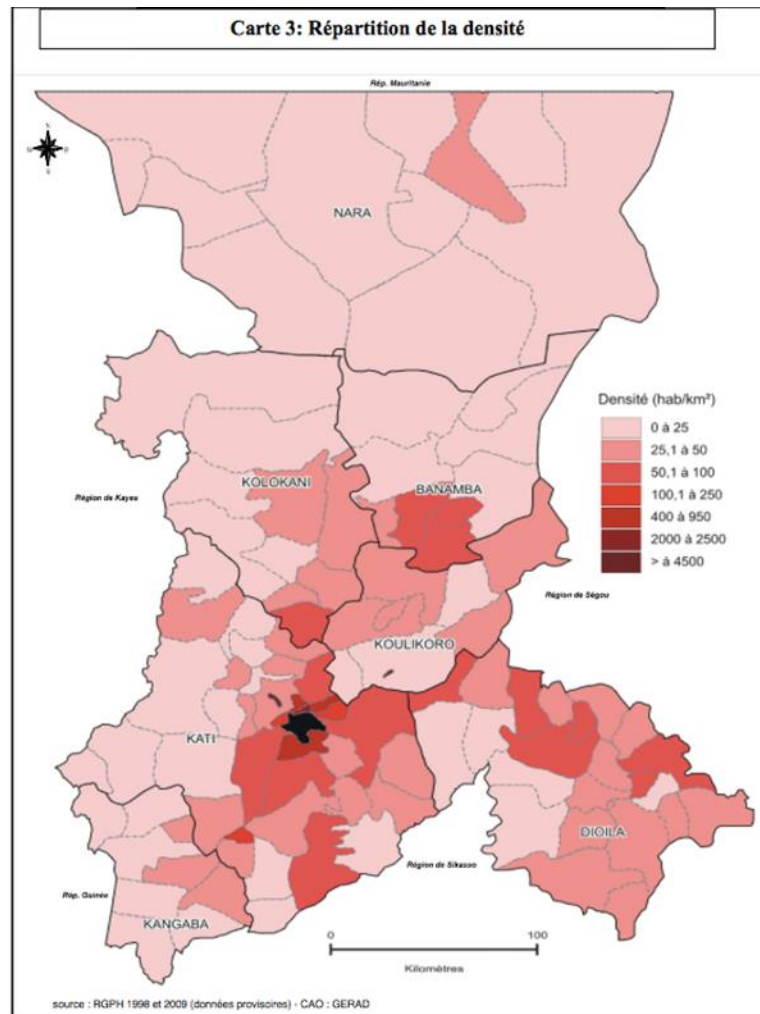 Carte 3: Répartition de la densité
Rép. Mauritanie
NARA
Densité (hab/km²)
0 à 25
25,1 à 50
50,1 à 100
100,1 à 250
400 à 950
2000 à 2500
> à 4500
KOLOKANI
BANAMBA
Région de Kayes
Région de Ségou
KOULIKORO
KATI
DIOILA
Région de Sikasso
Rép. Guinée
KANGABA
0
100
Kilomètres
source : RGPH 1998 et 2009 (données provisoires) - CAO : GERAD